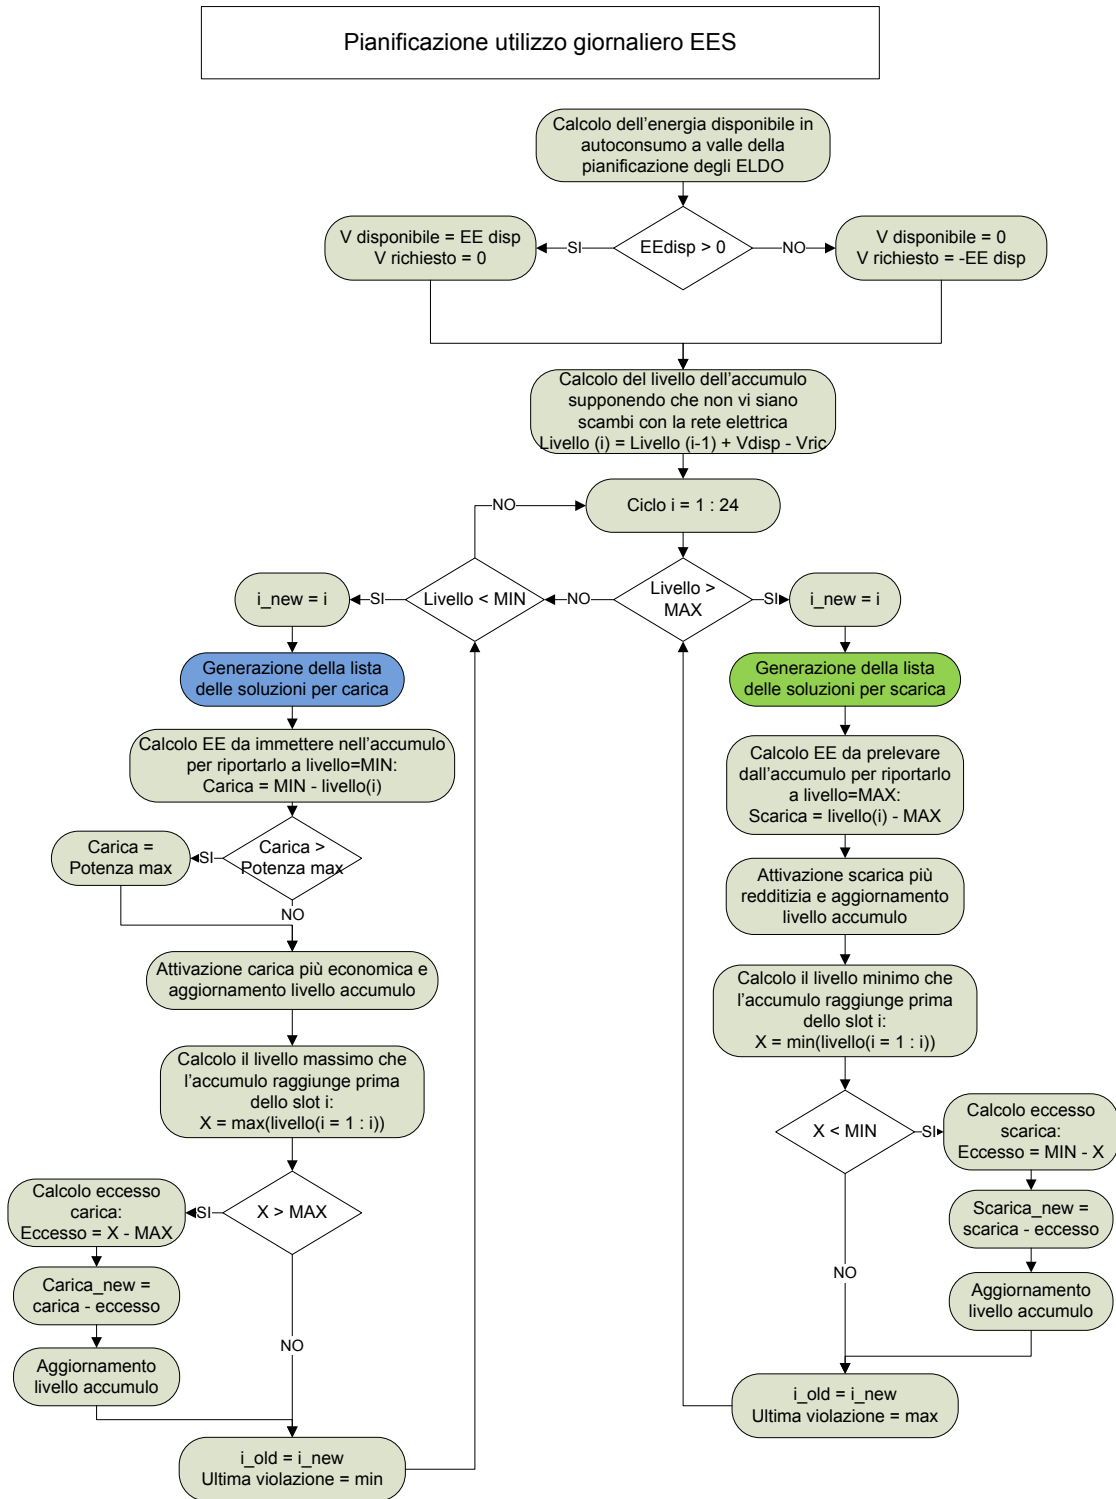 Pianificazione utilizzo giornaliero EES
Calcolo dell'energia disponibile in
autoconsumo a valle della
pianificazione degli ELDO
V disponibile = EE disp
V richiesto = 0
SI
EEdisp > 0
NO
V disponibile = 0
V richiesto = -EE disp
Calcolo del livello dell'accumulo
supponendo che non vi siano
scambi con la rete elettrica
Livello (i) = Livello (i-1) + Vdisp - Vric
NO
Ciclo i = 1 : 24
i_new = i
SI
Livello < MIN
NO
Livello >
MAX
SI
i_new = i
Generazione della lista
delle soluzioni per carica
Generazione della lista
delle soluzioni per scarica
Calcolo EE da immettere nell'accumulo
per riportarlo a livello=MIN:
Carica = MIN - livello(i)
Calcolo EE da prelevare
dall'accumulo per riportarlo
a livello=MAX:
Scarica = livello(i) - MAX
Carica =
Potenza max
SI
Carica >
Potenza max
NO
Attivazione scarica più
redditizia e aggiornamento
livello accumulo
Attivazione carica più economica e
aggiornamento livello accumulo
Calcolo il livello minimo che
l'accumulo raggiunge prima
dello slot i:
X = min(livello(i = 1 : i))
Calcolo il livello massimo che
l'accumulo raggiunge prima
dello slot i:
X = max(livello(i = 1 : i))
X < MIN
SI
Calcolo eccesso
scarica:
Eccesso = MIN - X
Calcolo eccesso
carica:
Eccesso = X - MAX
SI
X > MAX
Scarica_new =
scarica - eccesso
NO
Carica_new =
carica - eccesso
Aggiornamento
livello accumulo
NO
Aggiornamento
livello accumulo
i_old = i_new
Ultima violazione = max
i_old = i_new
Ultima violazione = min